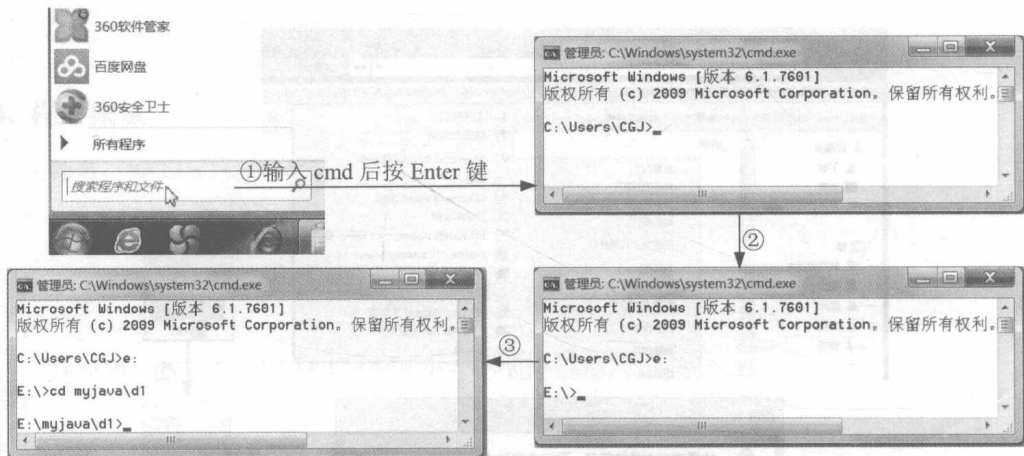 360软件管家
百度网盘
360安全卫士
所有程序
搜索程序和文件
①输入 cmd 后按 Enter 键
管理员: C:\Windows\system32\cmd.exe
Microsoft Windows [版本 6.1.7601]
版权所有 (c) 2009 Microsoft Corporation。保留所有权利。
C:\Users\CGJ>
②
管理员: C:\Windows\system32\cmd.exe
Microsoft Windows [版本 6.1.7601]
版权所有 (c) 2009 Microsoft Corporation。保留所有权利。
C:\Users\CGJ>e:
E:\>
③
管理员: C:\Windows\system32\cmd.exe
Microsoft Windows [版本 6.1.7601]
版权所有 (c) 2009 Microsoft Corporation。保留所有权利。
C:\Users\CGJ>e:
E:\>cd myjava\d1
E:\myjava\d1>